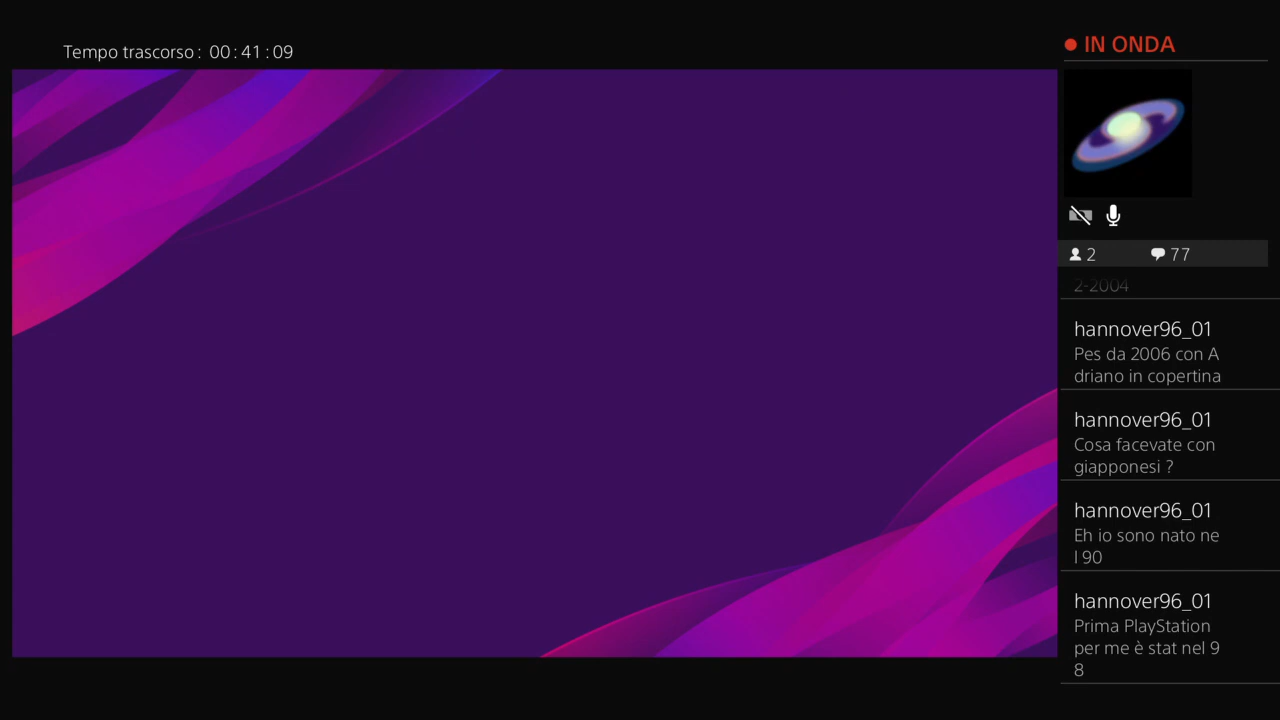 Tempo trascorso: 00:41:09
IN ONDA
2
77
2-2004
hannover96_01
Pes da 2006 con A
driano in copertina
hannover96_01
Cosa facevate con
giapponesi ?
hannover96_01
Eh io sono nato ne
l 90
hannover96_01
Prima PlayStation
per me è stat nel 9
8